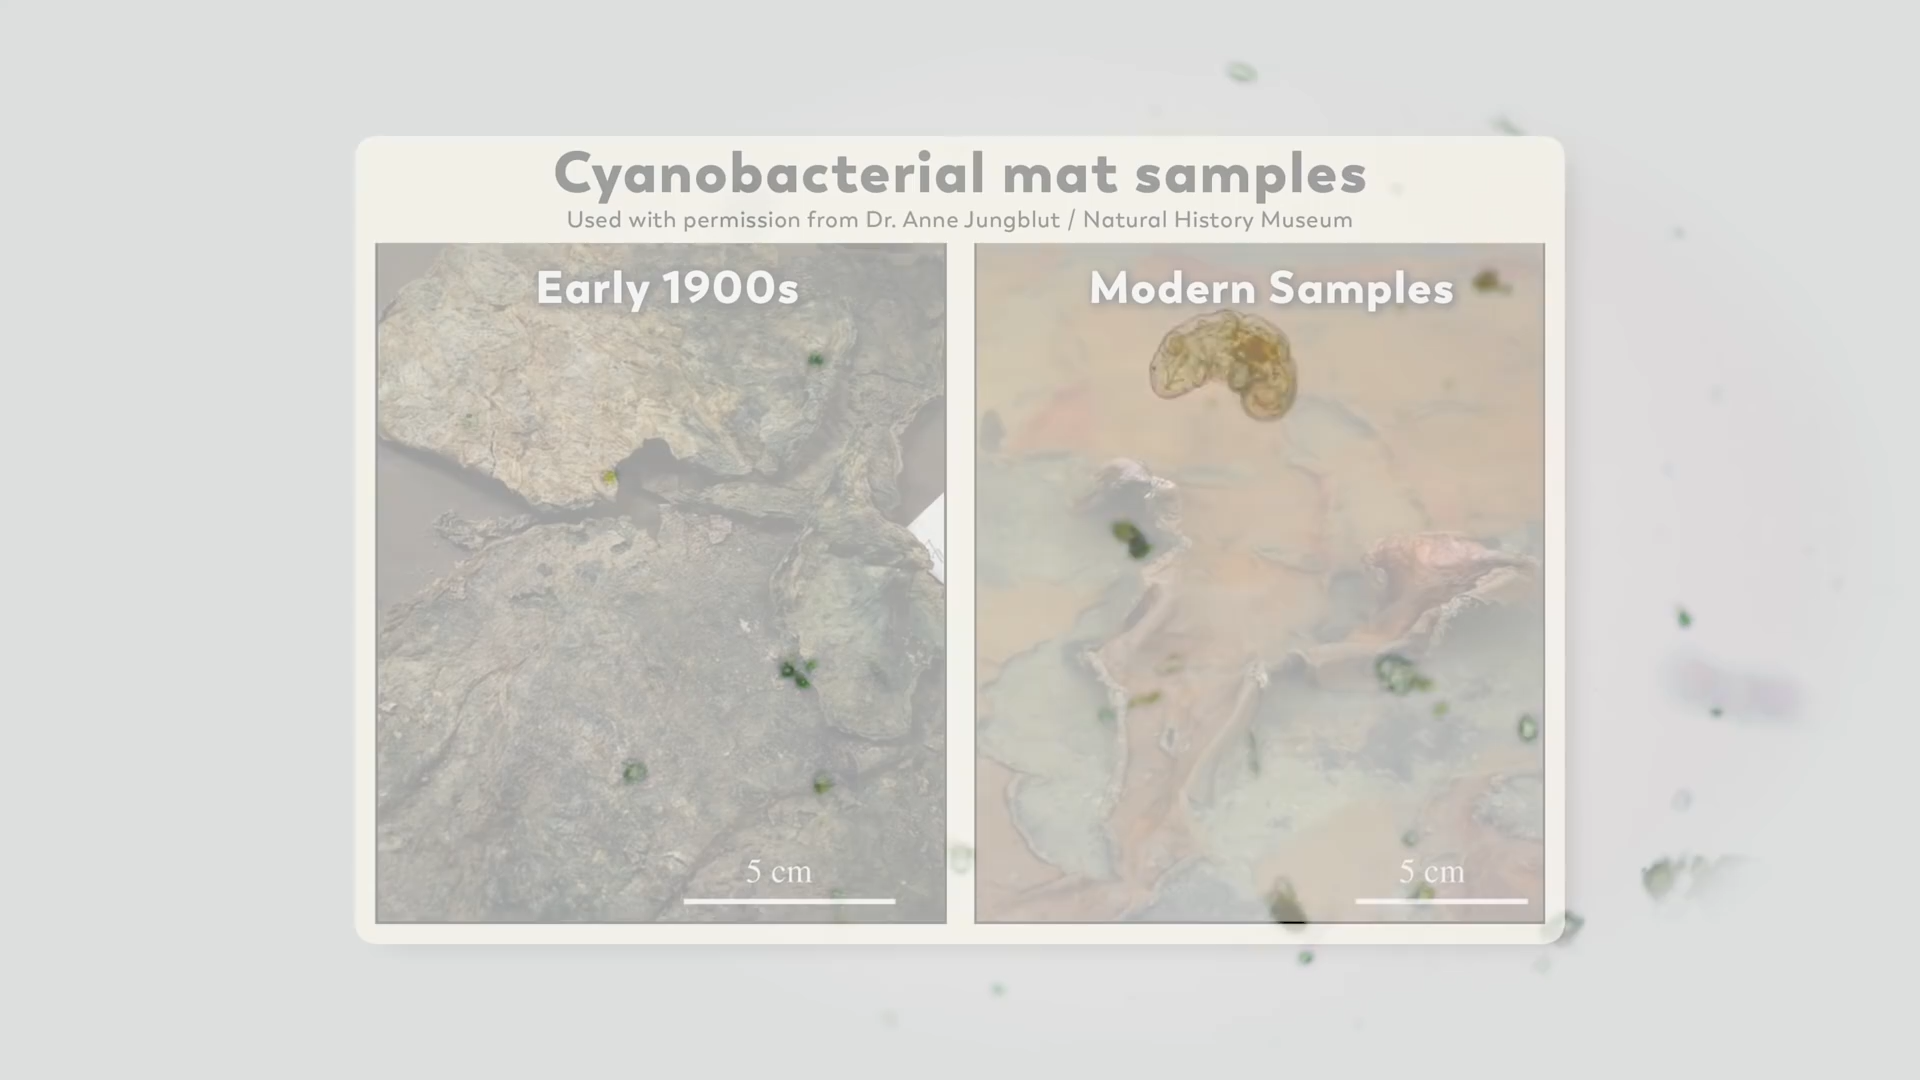 Cyanobacterial mat samples
Used with permission from Dr. Anne Jungblut / Natural History Museum
Early 1900s
Modern Samples
5 cm
5 cm